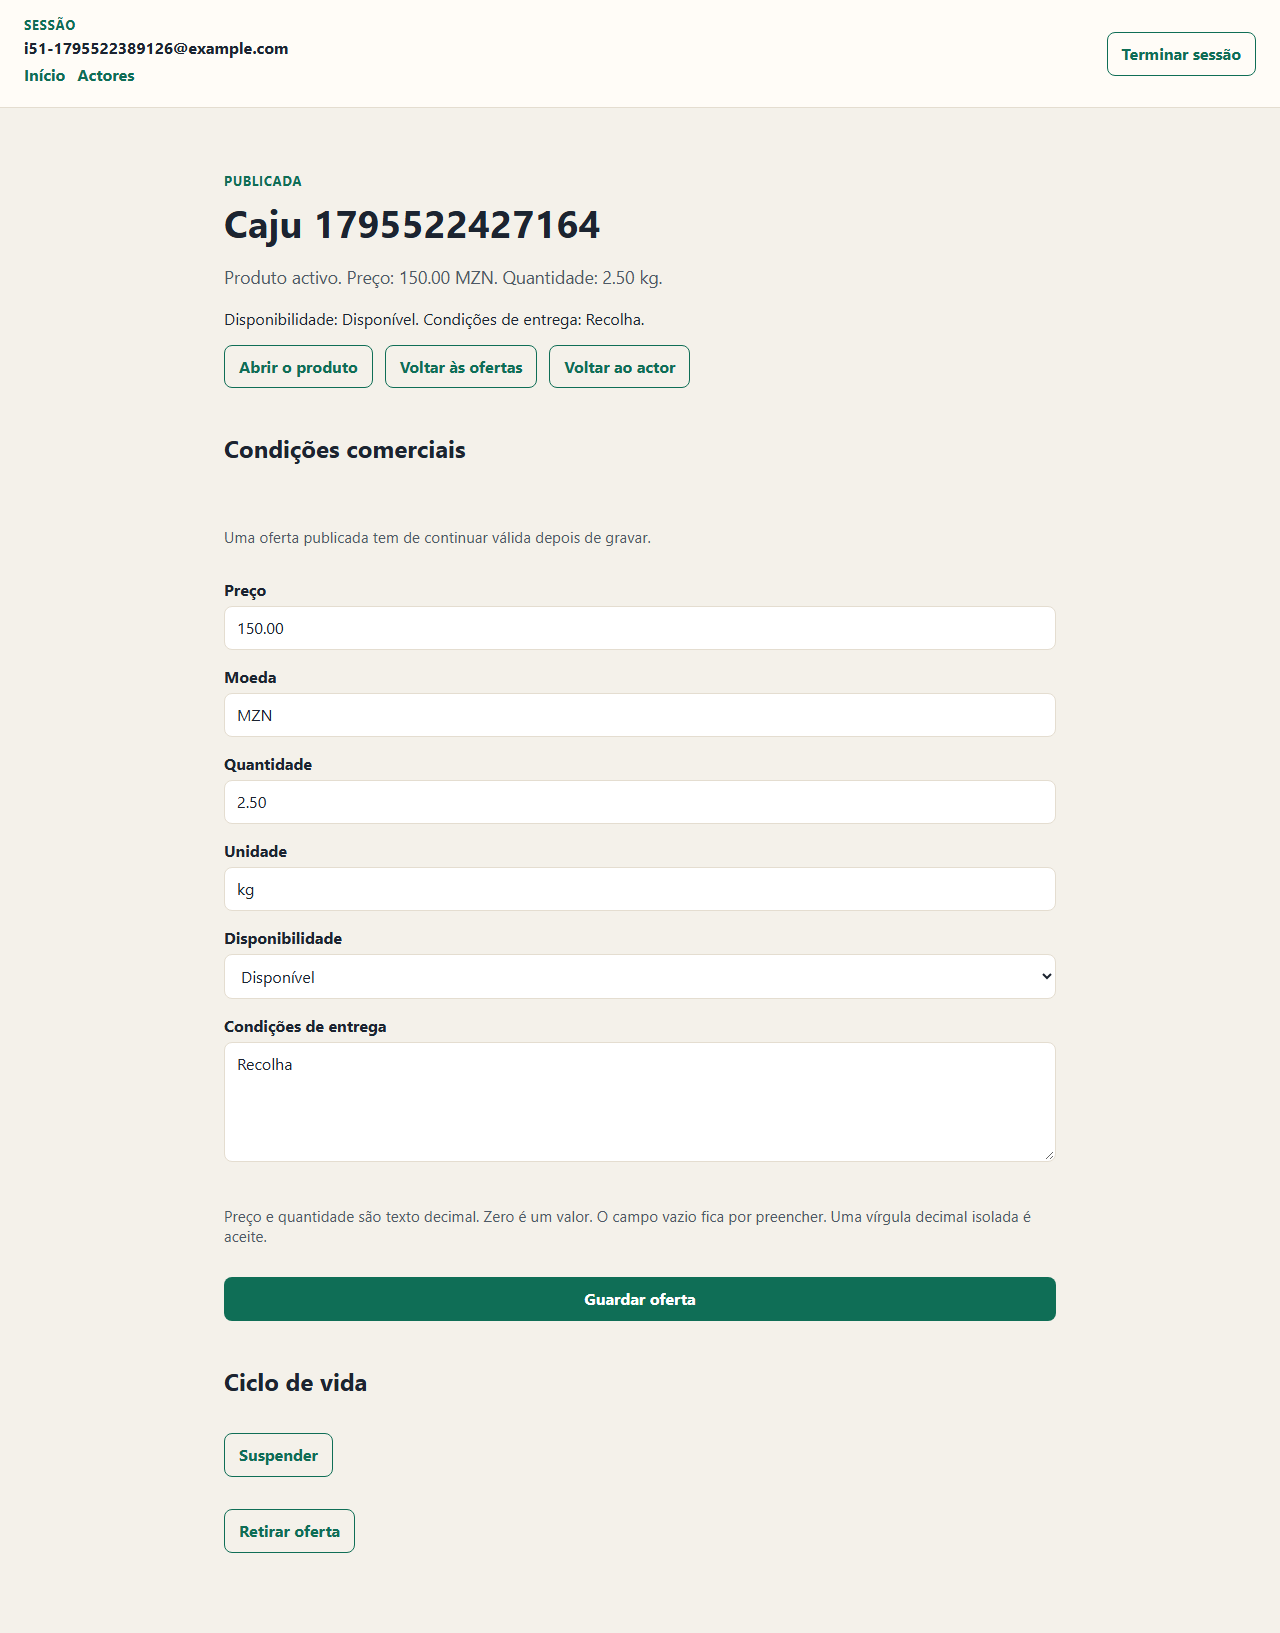 SESSÃO
i51-1795522389126@example.com
Início Actores
Terminar sessão
PUBLICADA
Caju 1795522427164
Produto activo. Preço: 150.00 MZN. Quantidade: 2.50 kg.
Disponibilidade: Disponível. Condições de entrega: Recolha.
Abrir o produto Voltar às ofertas Voltar ao actor
Condições comerciais
Uma oferta publicada tem de continuar válida depois de gravar.
Preço
150.00
Moeda
MZN
Quantidade
2.50
Unidade
kg
Disponibilidade
Disponível
Condições de entrega
Recolha
Preço e quantidade são texto decimal. Zero é um valor. O campo vazio fica por preencher. Uma vírgula decimal isolada é
aceite.
Guardar oferta
Ciclo de vida
Suspender
Retirar oferta